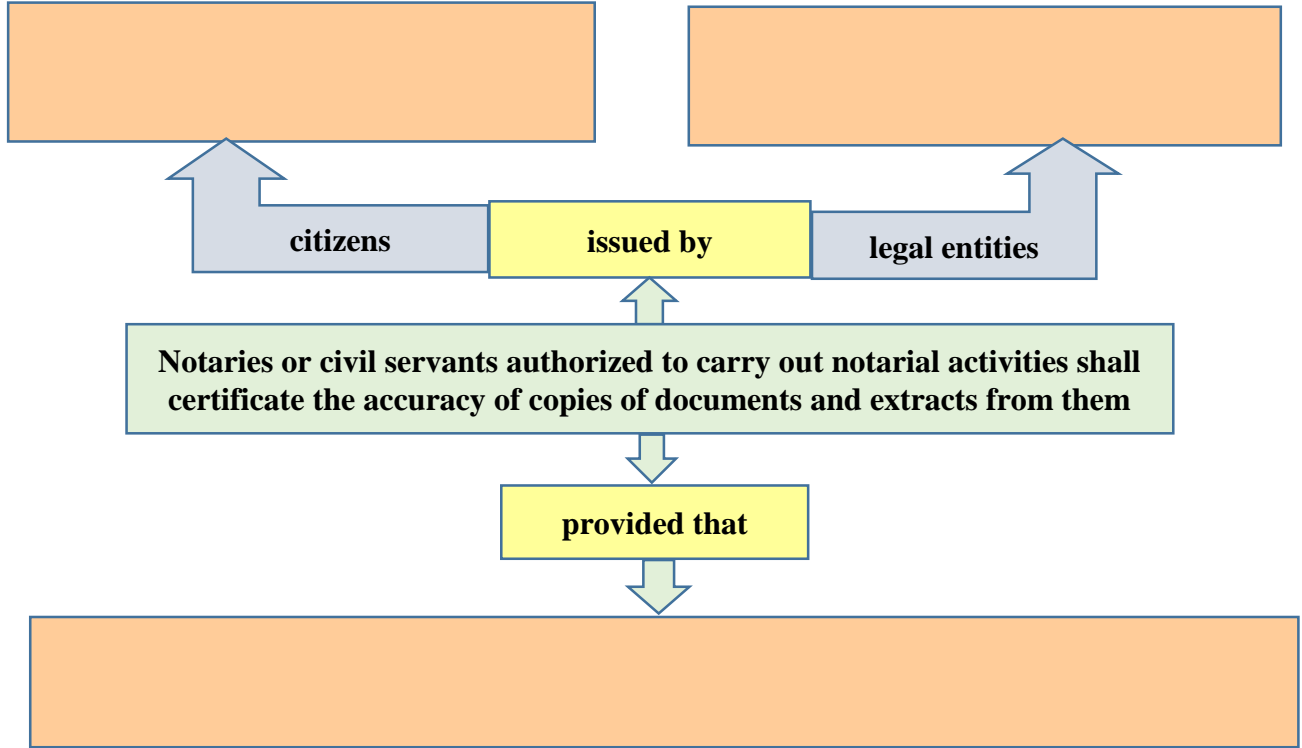 citizens
issued by
legal entities
Notaries or civil servants authorized to carry out notarial activities shall
certificate the accuracy of copies of documents and extracts from them
provided that